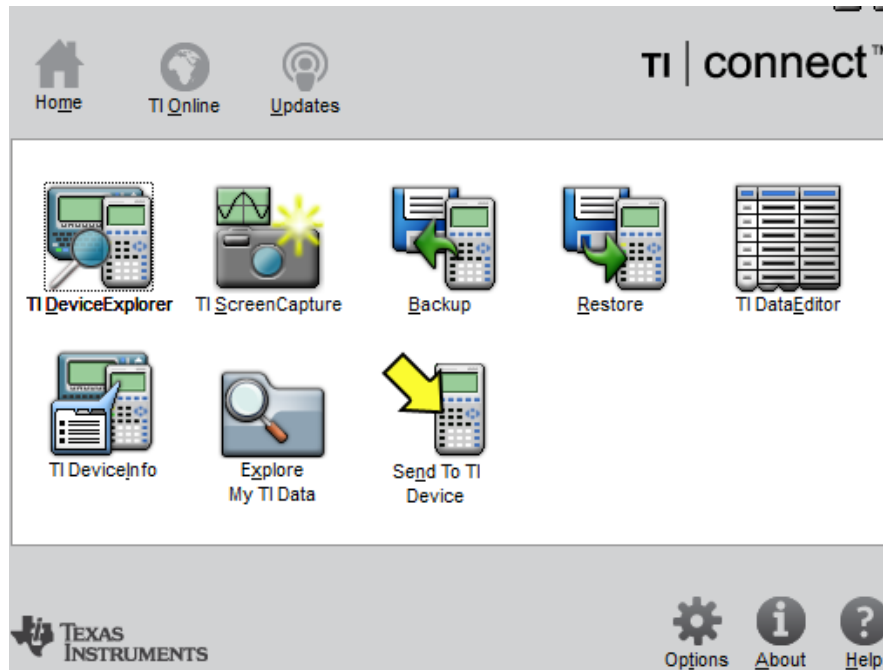 Home
TI Online
Updates
TI | connect™
TI DeviceExplorer
TI ScreenCapture
Backup
Restore
TI DataEditor
TI DeviceInfo
Explore
My TI Data
Send To TI
Device
TEXAS
INSTRUMENTS
Options
About
Help